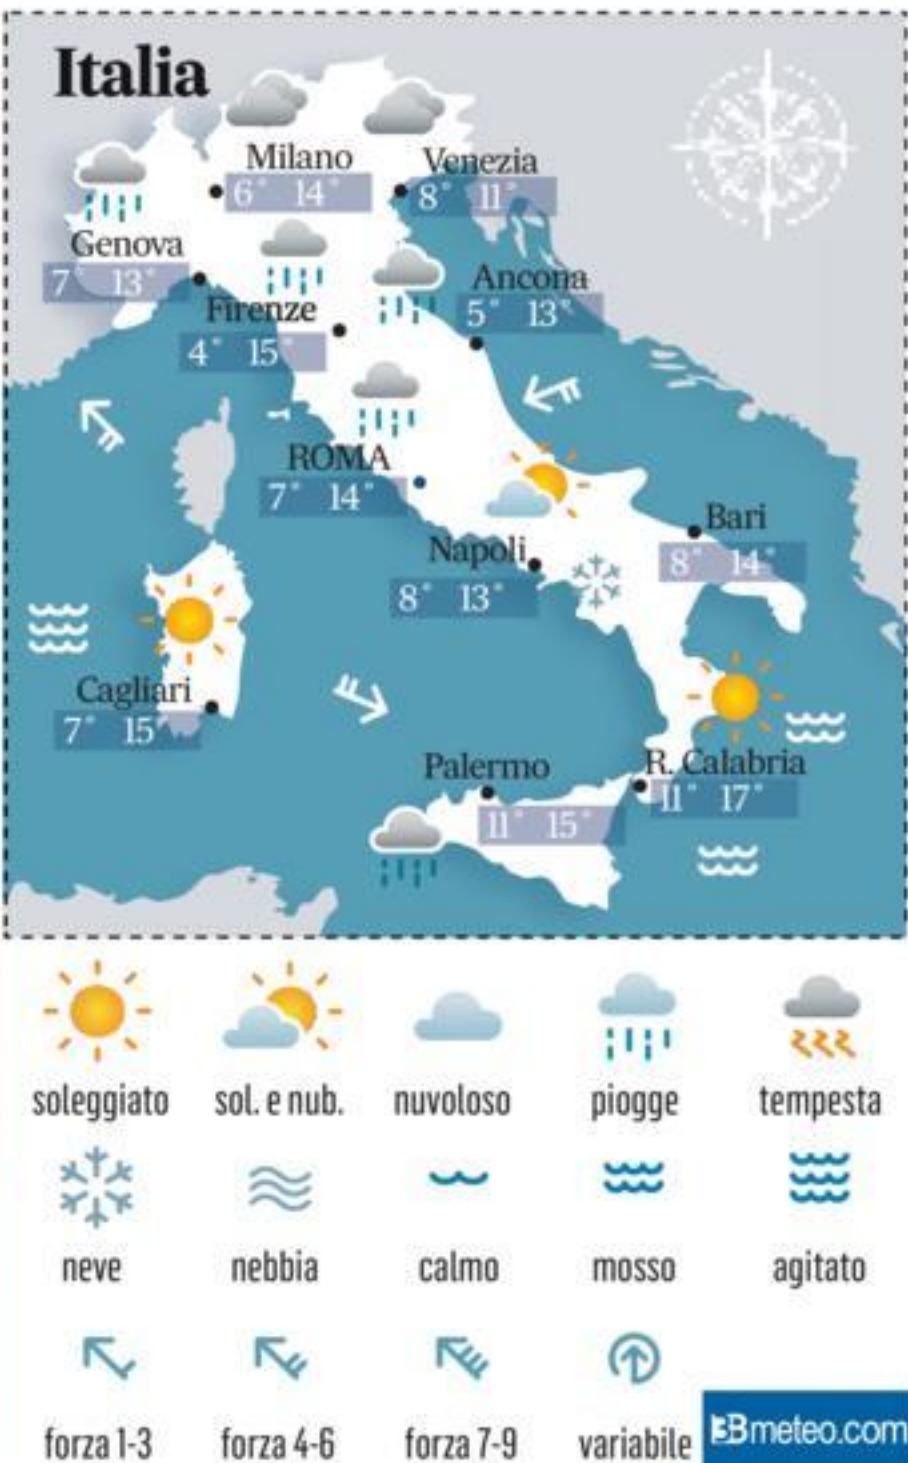 Italia
Milano
6° 14°
Venezia
8° 11°
Genova
7° 13°
Ancona
5° 13°
Firenze
4° 15°
ROMA
7° 14°
Bari
8° 14°
Napoli
8° 13°
Cagliari
7° 15°
Palermo
11° 15°
R. Calabria
11° 17°
soleggiato sol. e nub. nuvoloso piogge tempesta
neve nebbia calmo mosso agitato
forza 1-3 forza 4-6 forza 7-9 variabile
3Bmeteo.com